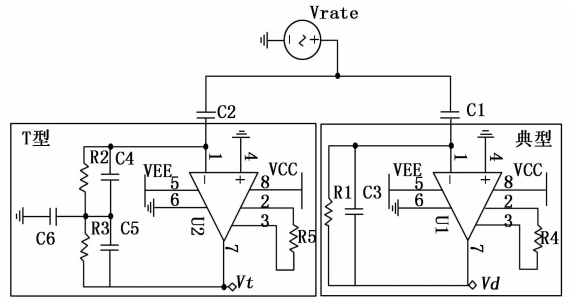 Vrate
− ~ +
C2
C1
T型
典型
R2
C4
VEE
1
4
VCC
5
8
− +
6
2
U2
3
R3
C5
C6
R5
7
Vt
R1
C3
VEE
1
4
VCC
5
8
− +
6
2
U1
3
R4
7
Vd